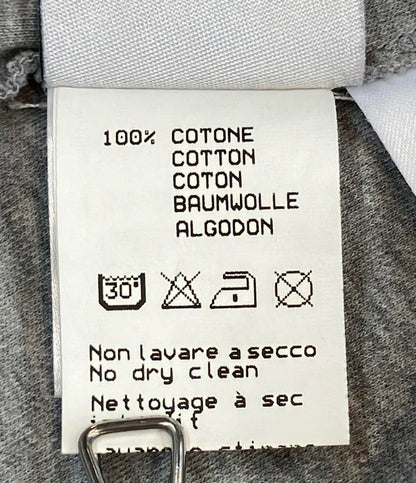 100% COTONE
COTTON
COTON
BAUMWOLLE
ALGODON
30°
Non lavare a secco
No dry clean
Nettoyage à sec